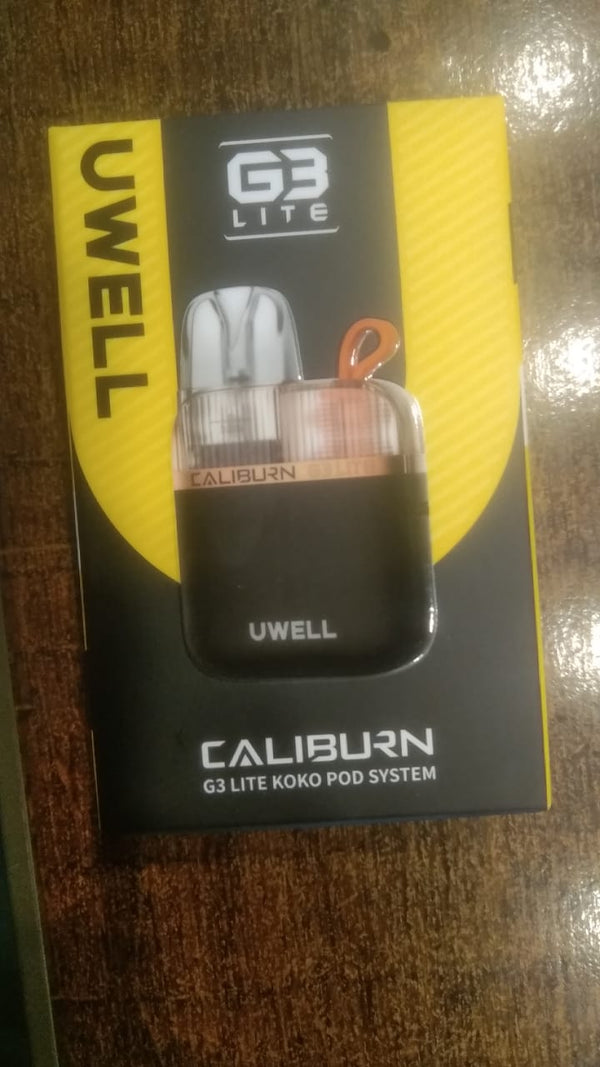 UWELL
G3
LITE
CALIBURN G3 LITE
UWELL
CALIBURN
G3 LITE KOKO POD SYSTEM